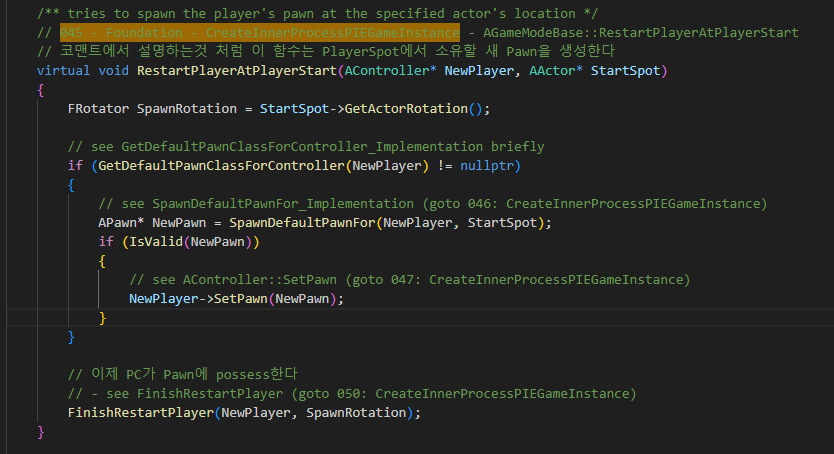 /** tries to spawn the player's pawn at the specified actor's location */
// 045 - Foundation - CreateInnerProcessPIEGameInstance - AGameModeBase::RestartPlayerAtPlayerStart
// 코맨트에서 설명하는것 처럼 이 함수는 PlayerSpot에서 소유할 새 Pawn을 생성한다
virtual void RestartPlayerAtPlayerStart(AController* NewPlayer, AActor* StartSpot)
{
    FRotator SpawnRotation = StartSpot->GetActorRotation();
    // see GetDefaultPawnClassForController_Implementation briefly
    if (GetDefaultPawnClassForController(NewPlayer) != nullptr)
    {
        // see SpawnDefaultPawnFor_Implementation (goto 046: CreateInnerProcessPIEGameInstance)
        APawn* NewPawn = SpawnDefaultPawnFor(NewPlayer, StartSpot);
        if (IsValid(NewPawn))
        {
            // see AController::SetPawn (goto 047: CreateInnerProcessPIEGameInstance)
            NewPlayer->SetPawn(NewPawn);
        }
    }
    // 이제 PC가 Pawn에 possess한다
    // - see FinishRestartPlayer (goto 050: CreateInnerProcessPIEGameInstance)
    FinishRestartPlayer(NewPlayer, SpawnRotation);
}